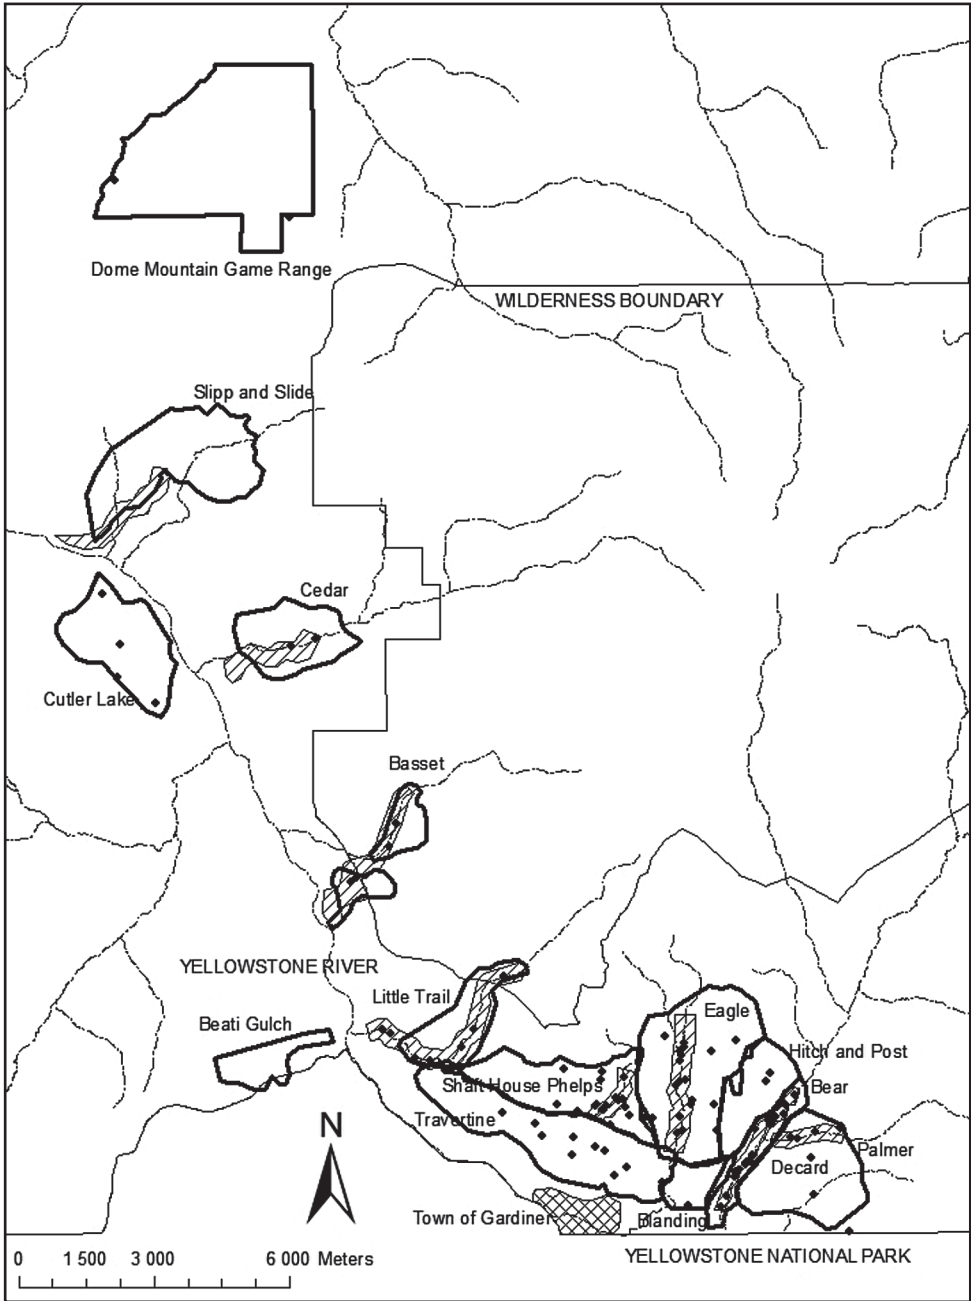 Dome Mountain Game Range
WILDERNESS BOUNDARY
Slipp and Slide
Cedar
Cutler Lake
Basset
YELLOWSTONE RIVER
Little Trail
Beati Gulch
Eagle
Hitch and Post
Shaft House Phelps
Bear
Travertine
Palmer
Decard
N
Town of Gardiner
Blanding
YELLOWSTONE NATIONAL PARK
0 1 500 3 000 6 000 Meters